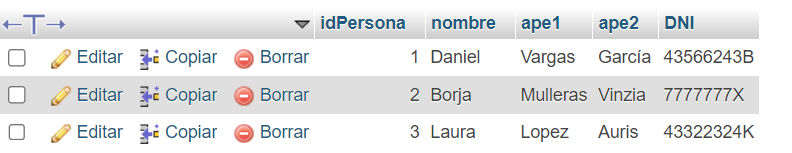 idPersona nombre ape1 ape2 DNI
Editar Copiar Borrar 1 Daniel Vargas García 43566243B
Editar Copiar Borrar 2 Borja Mulleras Vinzia 7777777X
Editar Copiar Borrar 3 Laura Lopez Auris 43322324K